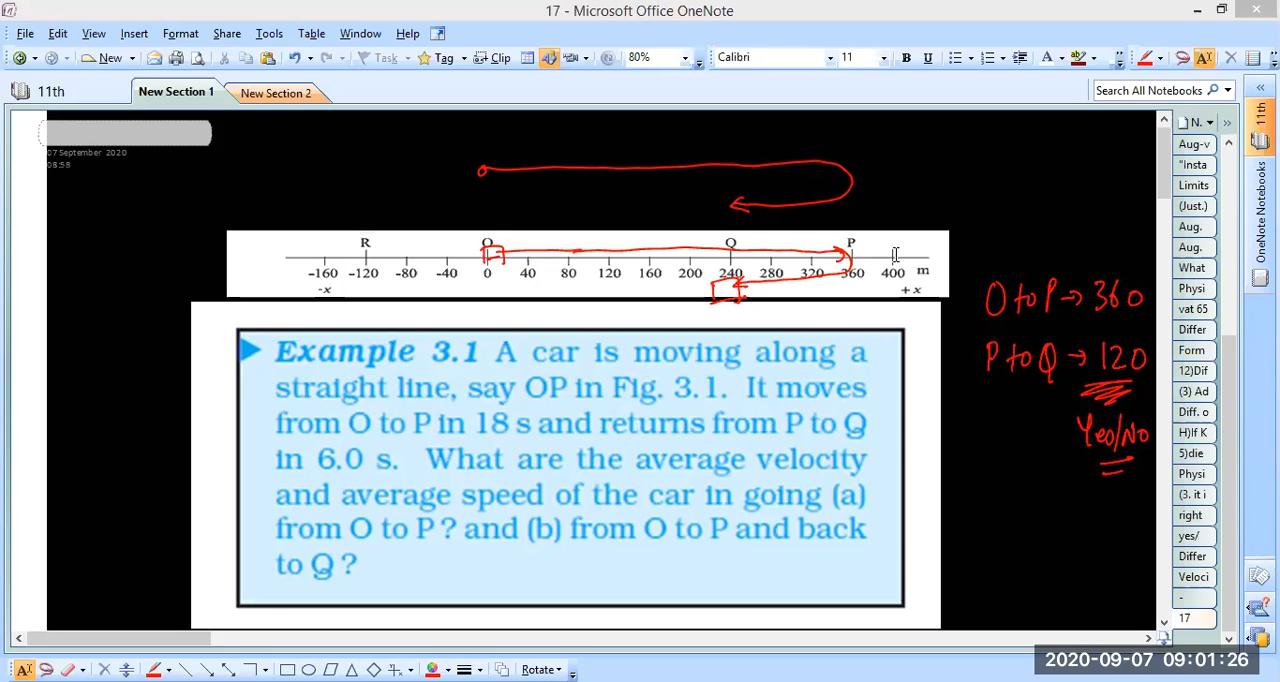 17 - Microsoft Office OneNote
File Edit View Insert Format Share Tools Table Window Help
New Task Tag Clip 80% Calibri 11 B U A
11th New Section 1 New Section 2 Search All Notebooks
07 September 2020
08:58
R O Q P
-160 -120 -80 -40 0 40 80 120 160 200 240 280 320 360 400 m
-x +x
O to P → 360
P to Q → 120
Yes/No
Example 3.1 A car is moving along a
straight line, say OP in Fig. 3.1. It moves
from O to P in 18 s and returns from P to Q
in 6.0 s. What are the average velocity
and average speed of the car in going (a)
from O to P ? and (b) from O to P and back
to Q ?
N.
Aug-v
"Insta
Limits
(Just.)
Aug.
Aug.
What
Physi
vat 65
Differ
Form
12)Dif
(3) Ad
Diff. o
H)If K
5)die
Physi
(3. it i
right
yes/
Differ
Veloci
-
17
11th
OneNotes
Rotate
2020-09-07 09:01:26